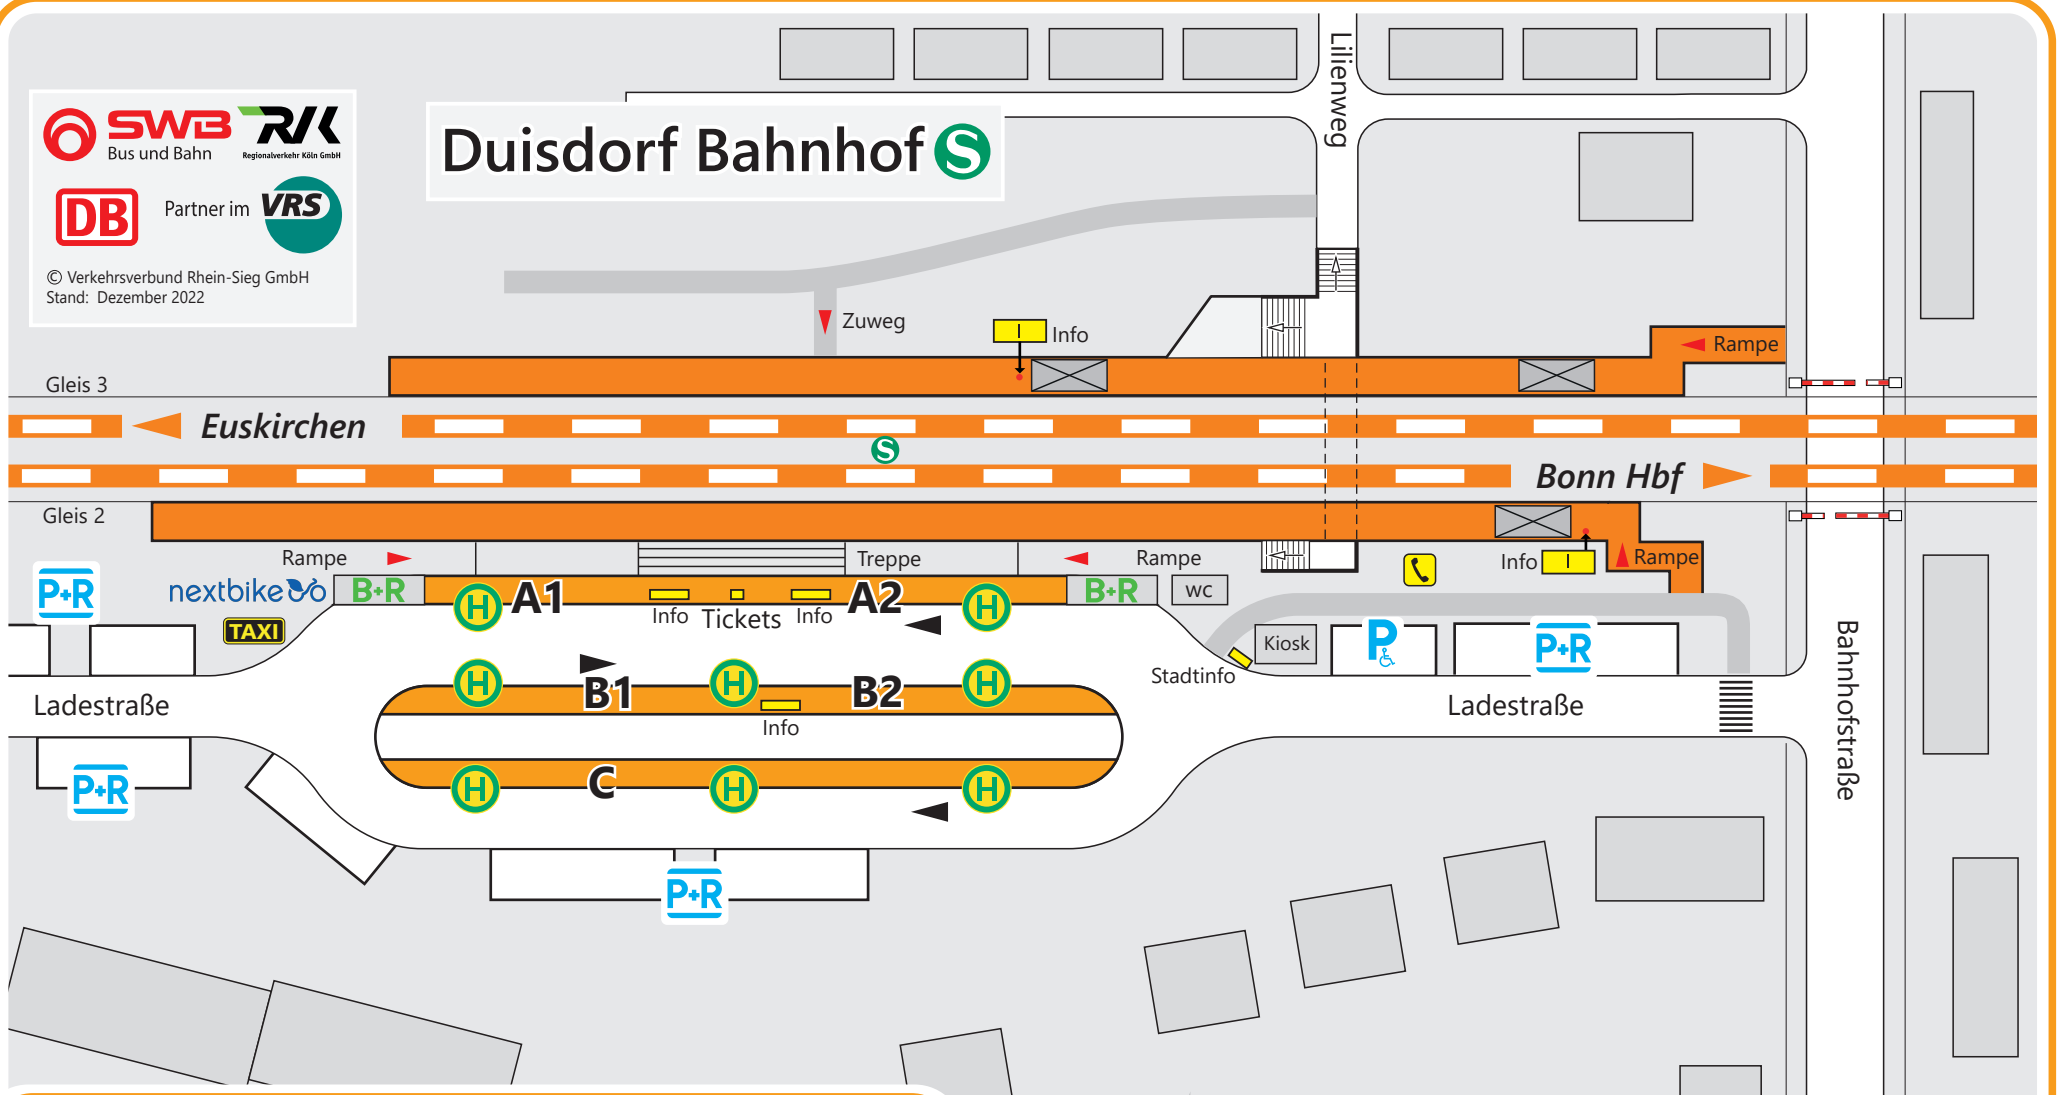 SWB
Bus und Bahn
RVK
Regionalverkehr Köln GmbH
DB
Partner im VRS
© Verkehrsverbund Rhein-Sieg GmbH
Stand: Dezember 2022
Duisdorf Bahnhof S
Lilienweg
Zuweg
I Info
Rampe
Gleis 3
Euskirchen
S
Bonn Hbf
Gleis 2
Rampe
Treppe
Rampe
Info I
Rampe
P+R
nextbike
B+R
H
A1
A2
H
B+R
WC
TAXI
Info
Tickets
Info
Kiosk
P
P+R
Stadtinfo
H
B1
H
B2
H
Info
Ladestraße
Ladestraße
Bahnhofstraße
P+R
H
C
H
H
P+R